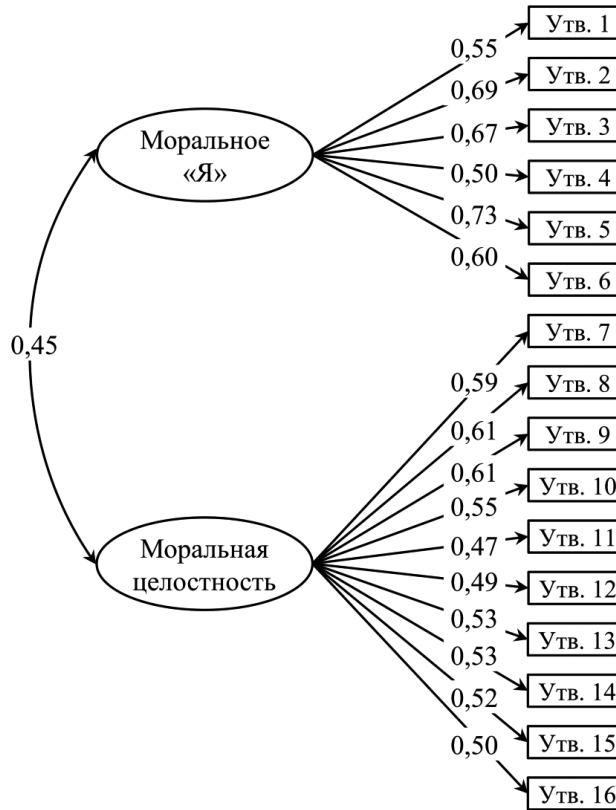 Утв. 1
0,55
Утв. 2
0,69
Моральное
«Я»
0,67
Утв. 3
0,50
Утв. 4
0,73
Утв. 5
0,60
Утв. 6
0,45
Утв. 7
0,59
Утв. 8
0,61
Утв. 9
0,61
Утв. 10
0,55
Моральная
целостность
0,47
Утв. 11
0,49
Утв. 12
0,53
Утв. 13
0,53
Утв. 14
0,52
Утв. 15
0,50
Утв. 16